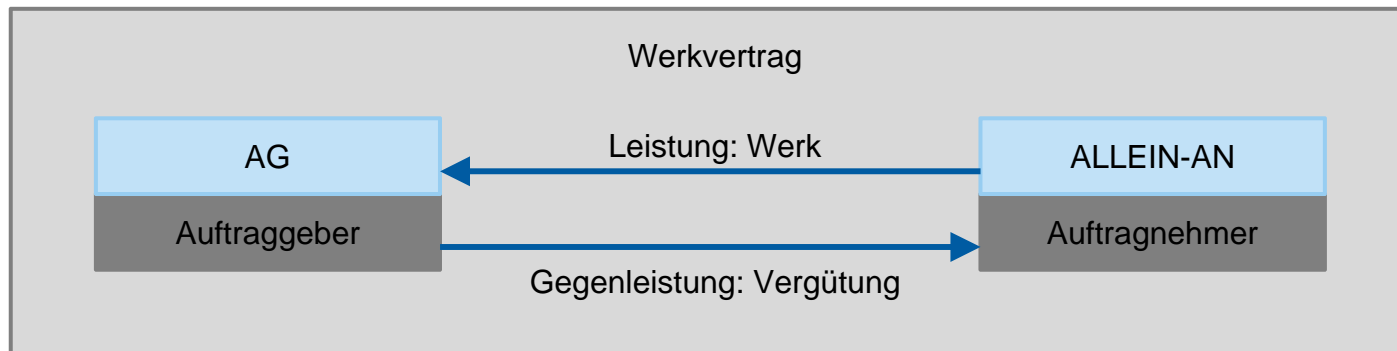 Werkvertrag
AG
Leistung: Werk
ALLEIN-AN
Auftraggeber
Auftragnehmer
Gegenleistung: Vergütung